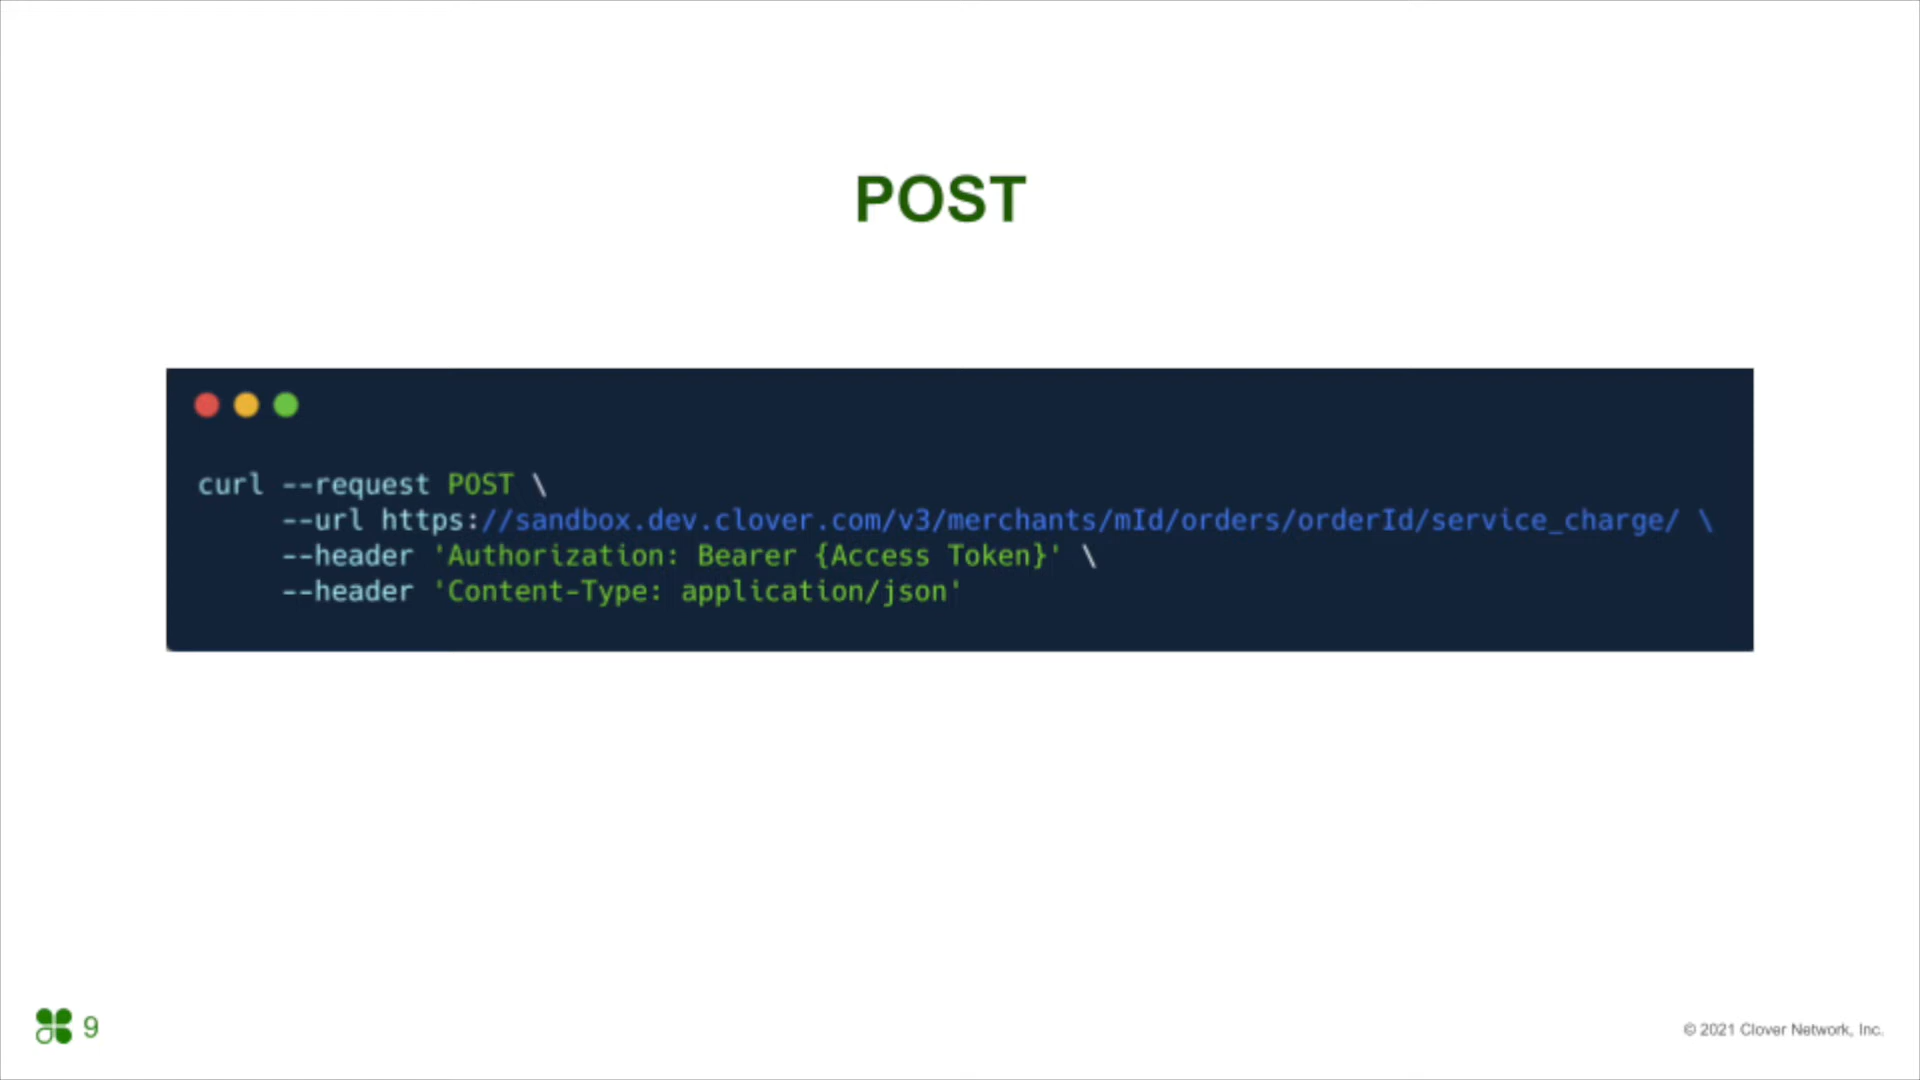 POST
curl --request POST \
--url https://sandbox.dev.clover.com/v3/merchants/mId/orders/orderId/service_charge/ \
--header 'Authorization: Bearer {Access Token}' \
--header 'Content-Type: application/json'
9
© 2021 Clover Network, Inc.